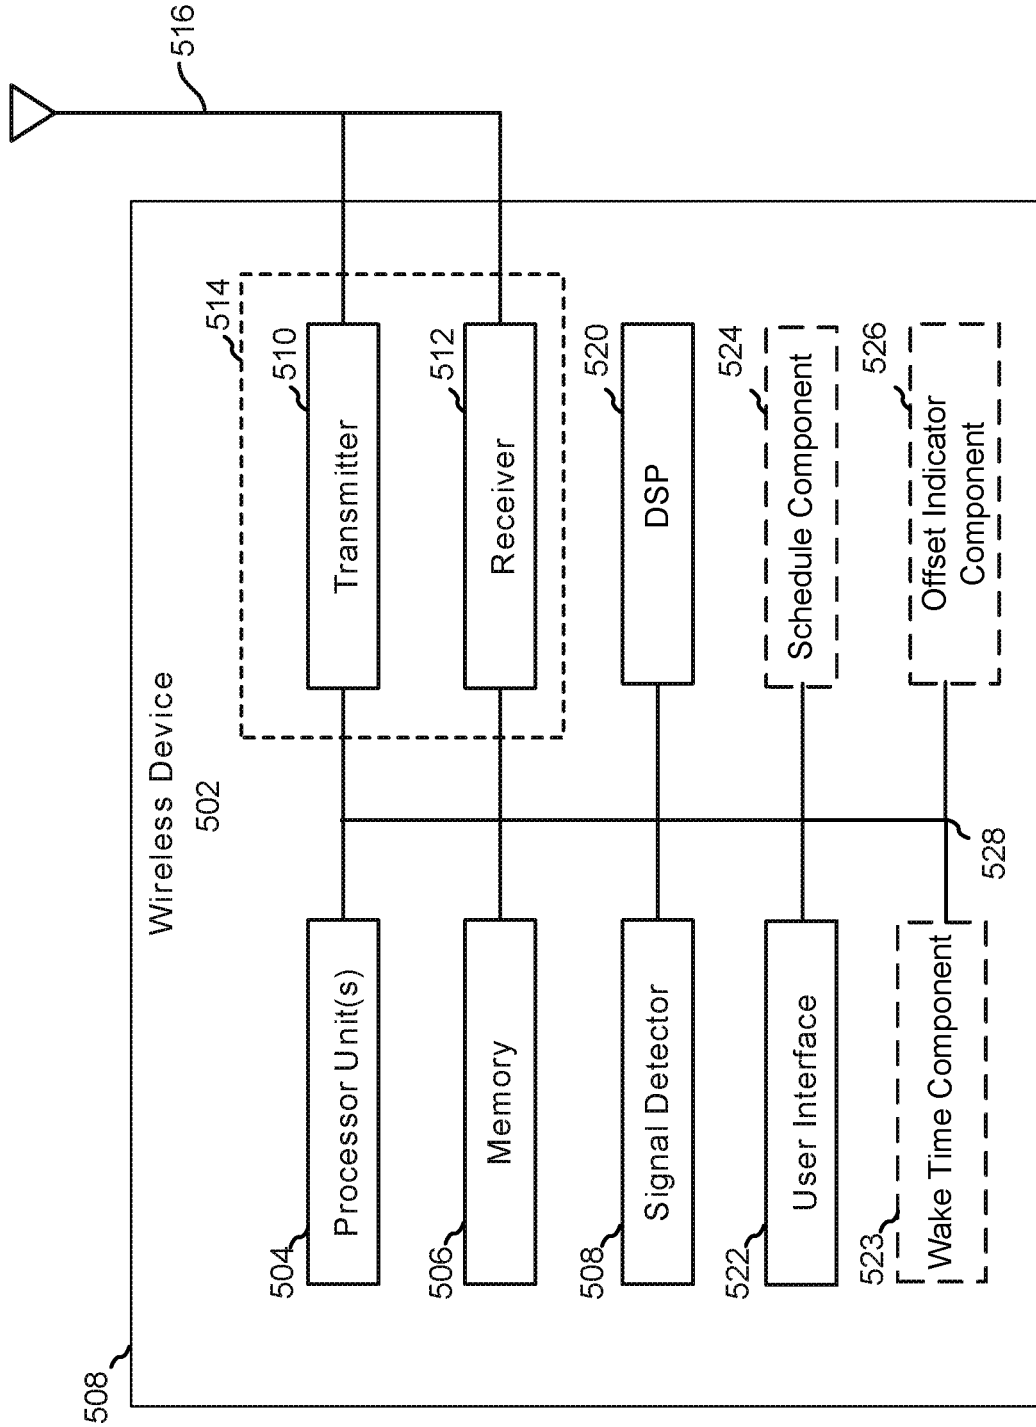 508
Wireless Device
502
516
514
504
Processor Unit(s)
510
Transmitter
506
Memory
512
Receiver
508
Signal Detector
520
DSP
522
User Interface
524
Schedule Component
523
Wake Time Component
526
Offset Indicator
Component
528